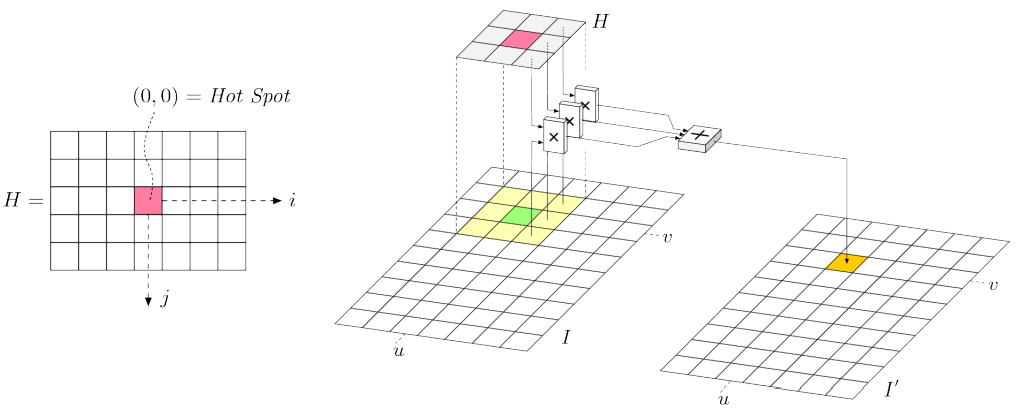 (0, 0) = Hot Spot
H =
i
j
H
×
×
×
+
v
u
I
v
u
I′